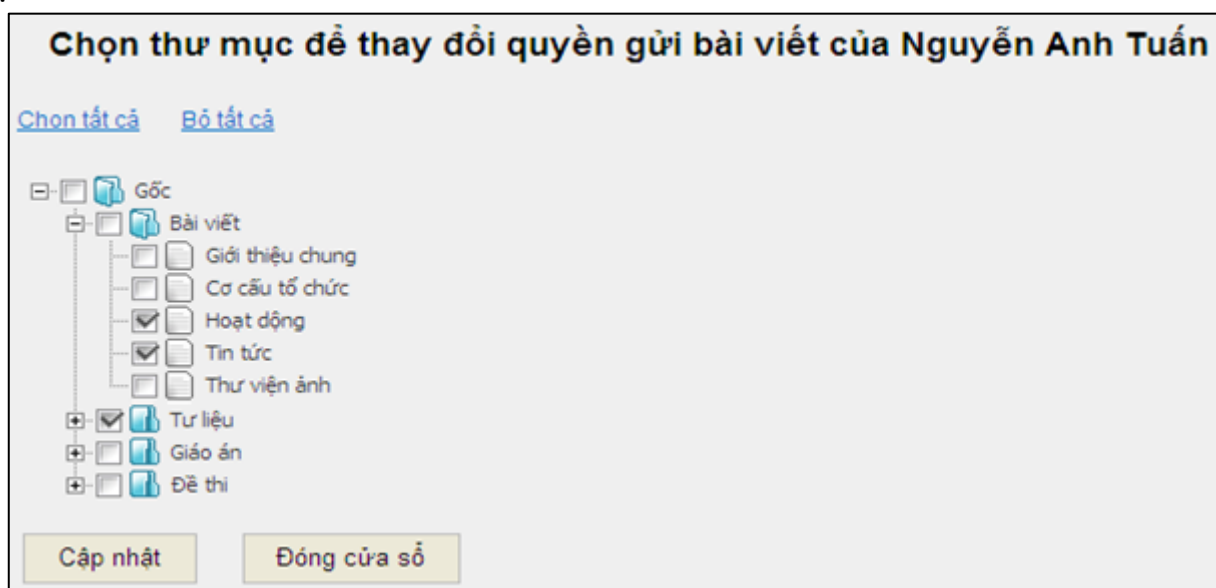 Chọn thư mục để thay đổi quyền gửi bài viết của Nguyễn Anh Tuấn
Chon tất cả Bỏ tất cả
Gốc
Bài viết
Giới thiệu chung
Cơ cấu tổ chức
Hoạt dộng
Tin tức
Thư viện ảnh
Tư liệu
Giáo án
Đề thi
Cập nhật Đóng cửa sổ